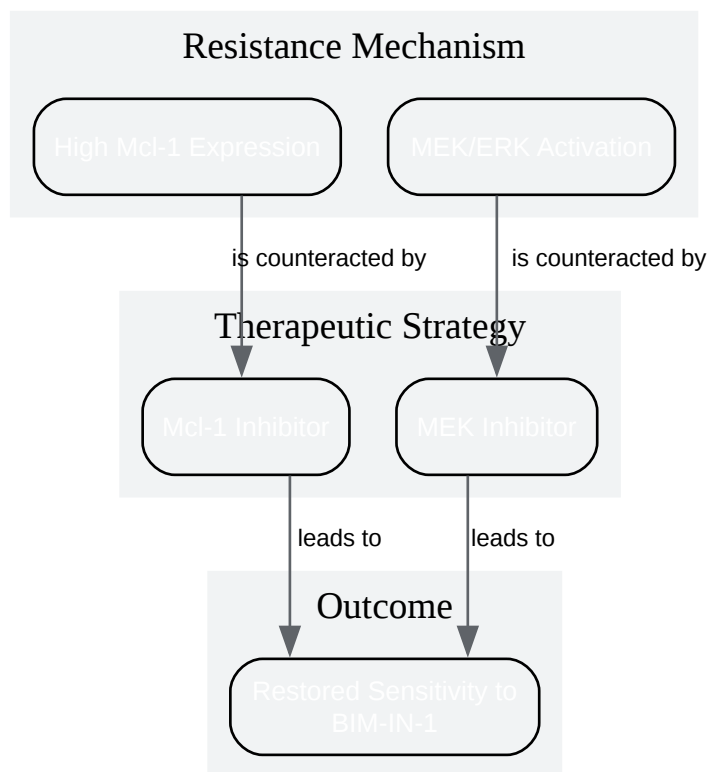 Resistance Mechanism
High Mcl-1 Expression
MEK/ERK Activation
is counteracted by
is counteracted by
Therapeutic Strategy
Mcl-1 Inhibitor
MEK Inhibitor
leads to
leads to
Outcome
Restored Sensitivity to
BIM-IN-1